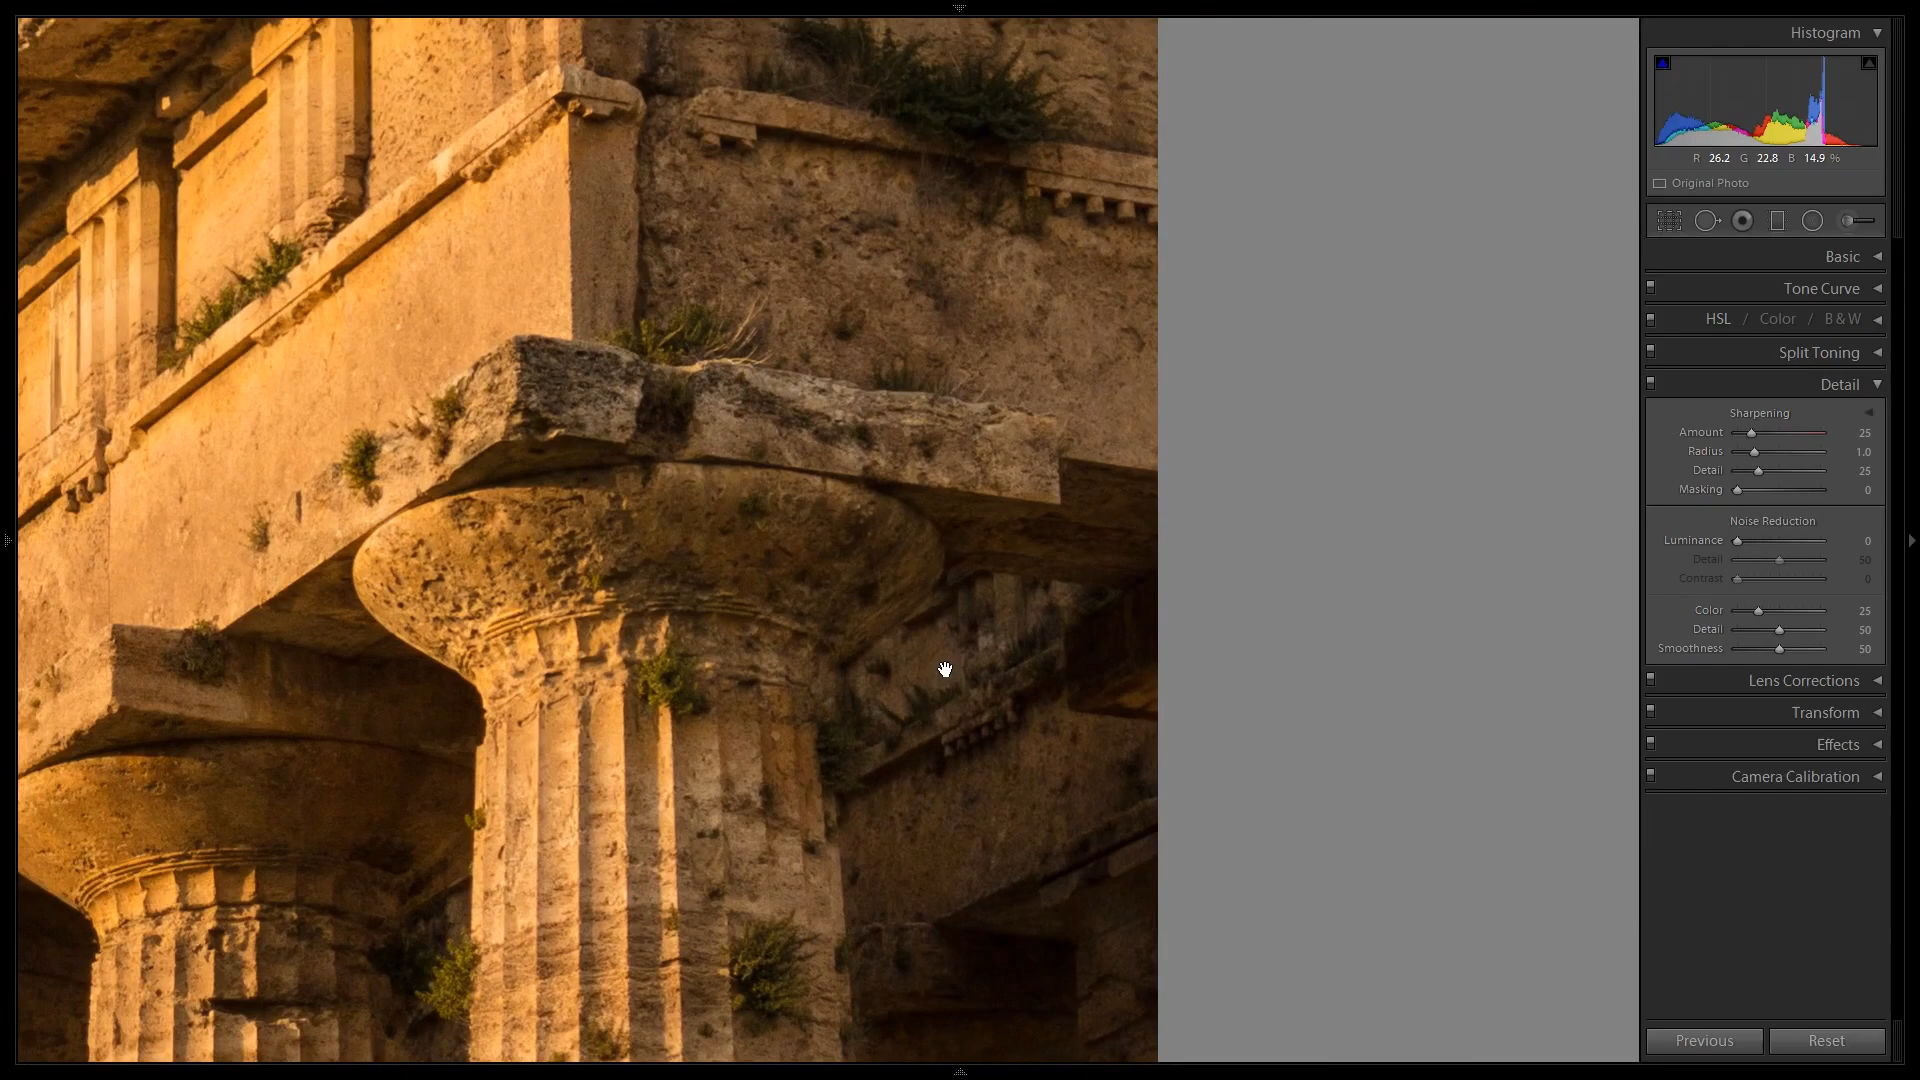 Histogram
R 26.2 G 22.8 B 14.9 %
Original Photo
Basic
Tone Curve
HSL / Color / B & W
Split Toning
Detail
Sharpening
Amount 25
Radius 1.0
Detail 25
Masking 0
Noise Reduction
Luminance 0
Detail 50
Contrast 0
Color 25
Detail 50
Smoothness 50
Lens Corrections
Transform
Effects
Camera Calibration
Previous Reset